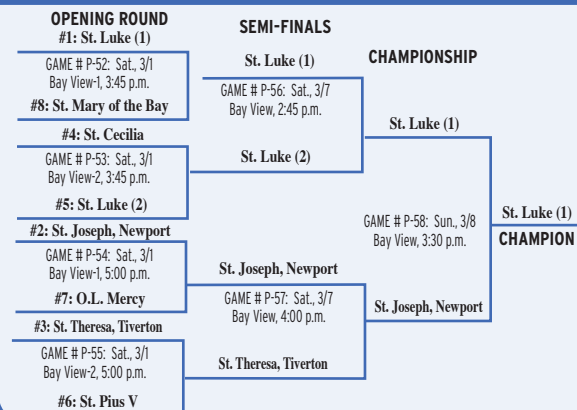 OPENING ROUND
#1: St. Luke (1)
GAME # P-52: Sat., 3/1
Bay View-1, 3:45 p.m.
#8: St. Mary of the Bay
#4: St. Cecilia
GAME # P-53: Sat., 3/1
Bay View-2, 3:45 p.m.
#5: St. Luke (2)
#2: St. Joseph, Newport
GAME # P-54: Sat., 3/1
Bay View-1, 5:00 p.m.
#7: O.L. Mercy
#3: St. Theresa, Tiverton
GAME # P-55: Sat., 3/1
Bay View-2, 5:00 p.m.
#6: St. Pius V
SEMI-FINALS
St. Luke (1)
GAME # P-56: Sat., 3/7
Bay View, 2:45 p.m.
St. Luke (2)
St. Joseph, Newport
GAME # P-57: Sat., 3/7
Bay View, 4:00 p.m.
St. Theresa, Tiverton
CHAMPIONSHIP
St. Luke (1)
GAME # P-58: Sun., 3/8
Bay View, 3:30 p.m.
St. Joseph, Newport
St. Luke (1)
CHAMPION